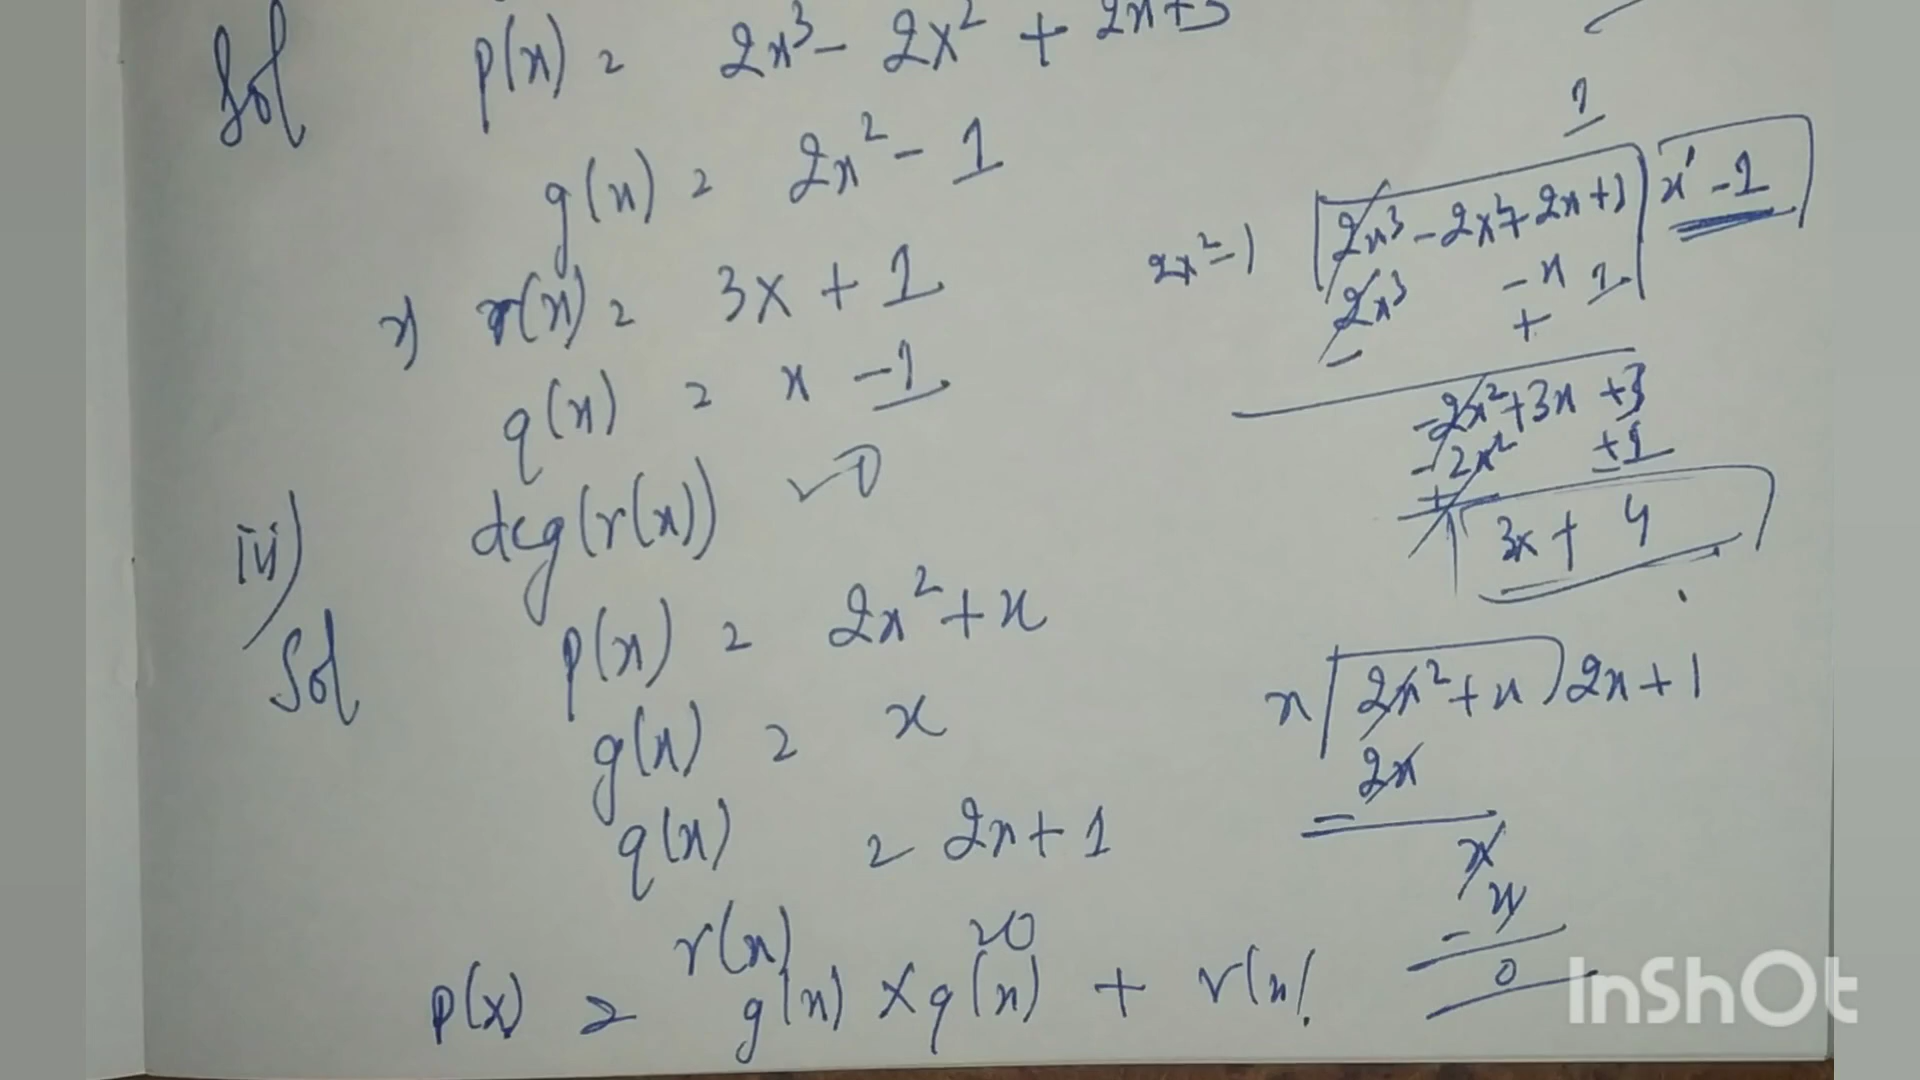 Sol p(x) = 2x³ - 2x² + 2x+3
g(x) = 2x² - 1
r(x) = 3x + 1
q(x) = x - 1
iv) deg(r(x)) = 0
Sol p(x) = 2x² + x
g(x) = x
q(x) = 2x + 1
r(x) = 0
p(x) = g(x) × q(x) + r(x)
1
2x²-1 2x³ - 2x² + 2x + 3 x - 1
2x³ - x
- +
-2x² + 3x + 3
-2x² + 1
3x + 4
x 2x² + x 2x + 1
2x
-
x
x
-
0
InShOt